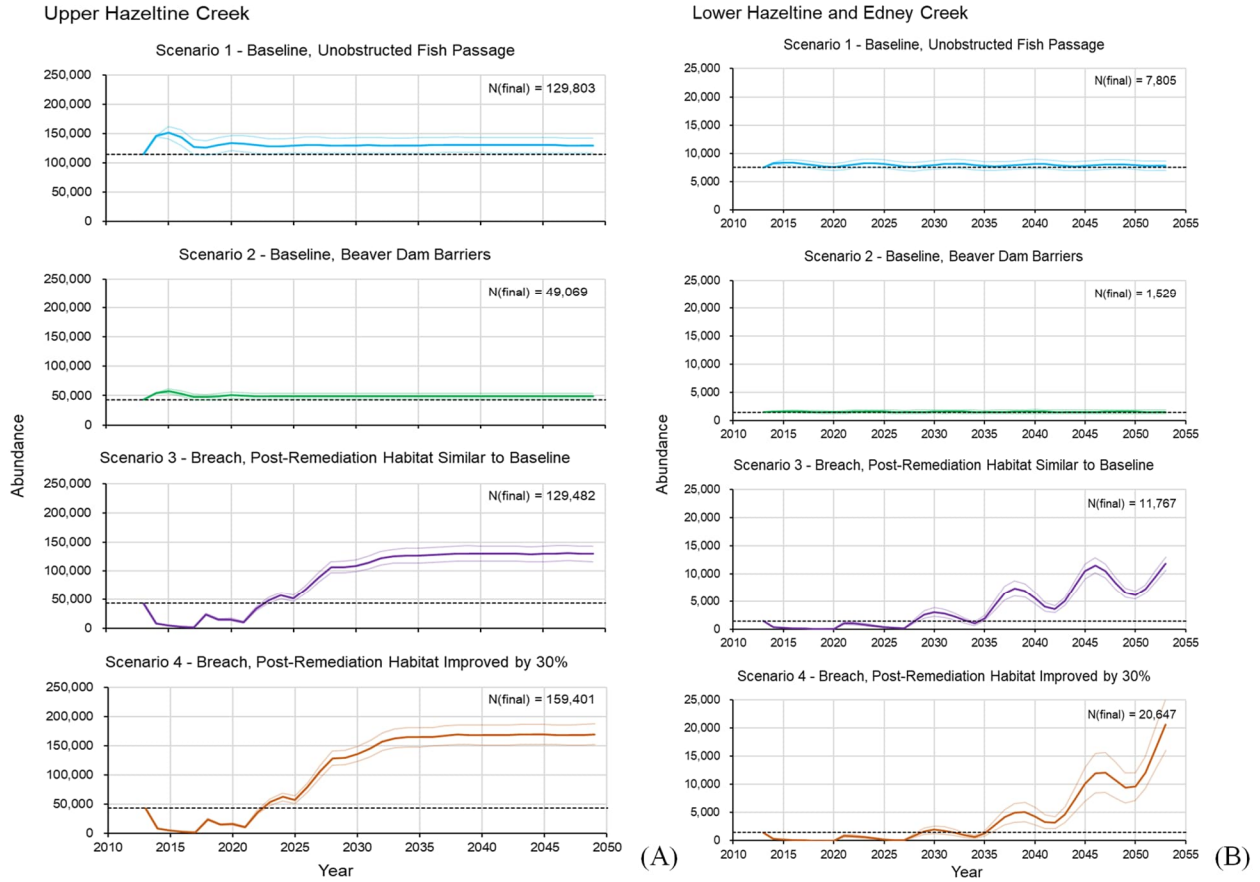 Upper Hazeltine Creek
Scenario 1 - Baseline, Unobstructed Fish Passage
250,000
200,000
150,000
100,000
50,000
0
N(final) = 129,803
Scenario 2 - Baseline, Beaver Dam Barriers
250,000
200,000
150,000
100,000
50,000
0
N(final) = 49,069
Scenario 3 - Breach, Post-Remediation Habitat Similar to Baseline
250,000
200,000
150,000
100,000
50,000
0
N(final) = 129,482
Scenario 4 - Breach, Post-Remediation Habitat Improved by 30%
250,000
200,000
150,000
100,000
50,000
0
N(final) = 159,401
2010 2015 2020 2025 2030 2035 2040 2045 2050
Abundance
Year
(A)
Lower Hazeltine and Edney Creek
Scenario 1 - Baseline, Unobstructed Fish Passage
25,000
20,000
15,000
10,000
5,000
0
N(final) = 7,805
2010 2015 2020 2025 2030 2035 2040 2045 2050 2055
Scenario 2 - Baseline, Beaver Dam Barriers
25,000
20,000
15,000
10,000
5,000
0
N(final) = 1,529
2010 2015 2020 2025 2030 2035 2040 2045 2050 2055
Scenario 3 - Breach, Post-Remediation Habitat Similar to Baseline
25,000
20,000
15,000
10,000
5,000
0
N(final) = 11,767
2010 2015 2020 2025 2030 2035 2040 2045 2050 2055
Scenario 4 - Breach, Post-Remediation Habitat Improved by 30%
25,000
20,000
15,000
10,000
5,000
0
N(final) = 20,647
2010 2015 2020 2025 2030 2035 2040 2045 2050 2055
Abundance
Year
(B)